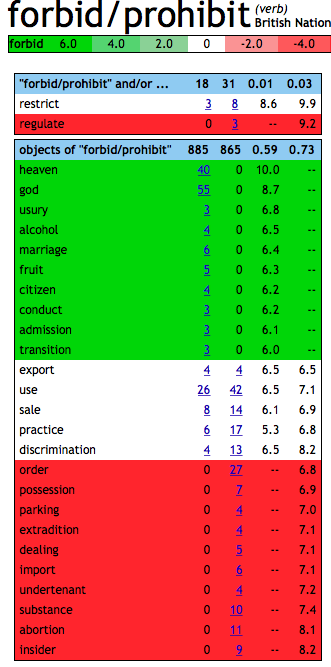 forbid/prohibit (verb)
British Nation
forbid 6.0 4.0 2.0 0 -2.0 -4.0
"forbid/prohibit" and/or ... 18 31 0.01 0.03
restrict 3 8 8.6 9.9
regulate 0 3 -- 9.2
objects of "forbid/prohibit" 885 865 0.59 0.73
heaven 40 0 10.0 --
god 55 0 8.7 --
usury 3 0 6.8 --
alcohol 4 0 6.5 --
marriage 6 0 6.4 --
fruit 5 0 6.3 --
citizen 4 0 6.2 --
conduct 3 0 6.2 --
admission 3 0 6.1 --
transition 3 0 6.0 --
export 4 4 6.5 6.5
use 26 42 6.5 7.1
sale 8 14 6.1 6.9
practice 6 17 5.3 6.8
discrimination 4 13 6.5 8.2
order 0 27 -- 6.8
possession 0 7 -- 6.9
parking 0 4 -- 7.0
extradition 0 4 -- 7.1
dealing 0 5 -- 7.1
import 0 6 -- 7.1
undertenant 0 4 -- 7.2
substance 0 10 -- 7.4
abortion 0 11 -- 8.1
insider 0 9 -- 8.2